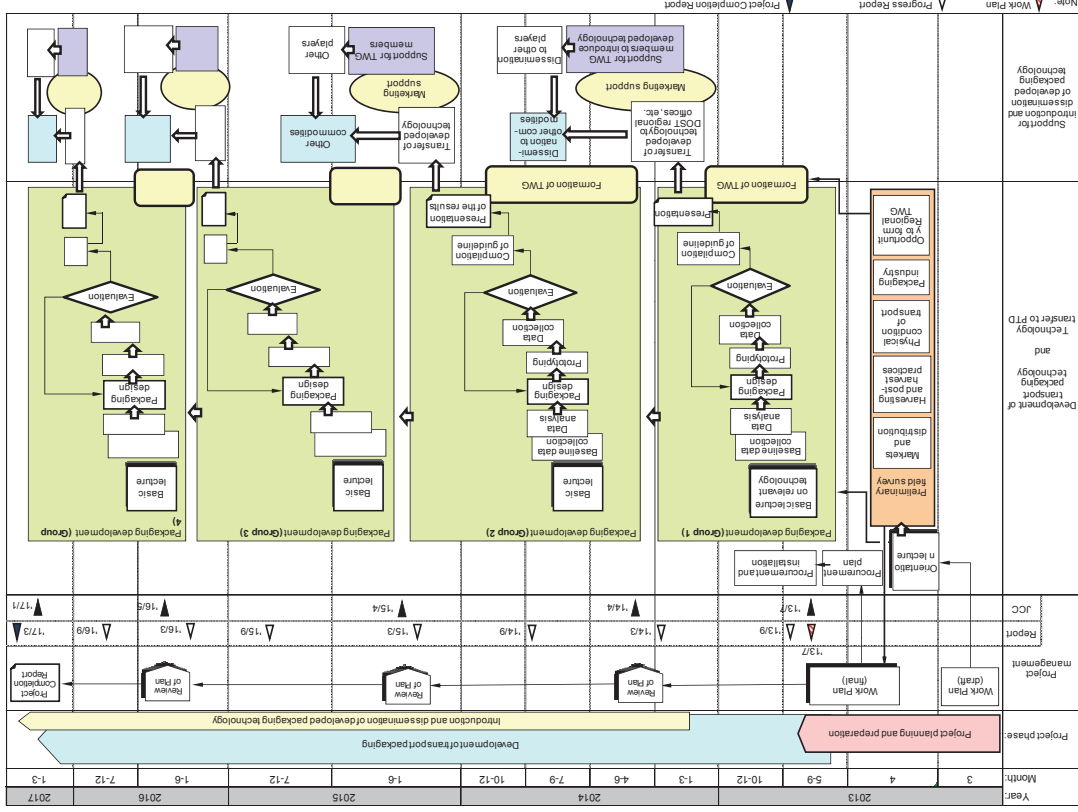 Year:
2013
2014
2015
2016
2017
Month:
3
4
5-9
10-12
1-3
4-6
7-9
10-12
1-6
7-12
1-6
7-12
1-3
Project phase:
Project planning and preparation
Development of transport packaging
Introduction and dissemination of developed packaging technology
Project
management
Work Plan
(draft)
Work Plan
(final)
Review
of Plan
Review
of Plan
Review
of Plan
Project
Completion
Report
Report
'13/7
'13/9
'14/3
'14/9
'15/3
'15/9
'16/3
'16/9
'17/3
JCC
'13/7
'14/4
'15/4
'16/5
'17/1
Development of
transport
packaging
technology
and
Technology
transfer to PTD
Orientatio
n lecture
Procurement
plan
Procurement and
installation
Preliminary
field survey
Markets
and
distribution
Harvesting
and post-
harvest
practices
Physical
condition
of
transport
Packaging
industry
Opportunit
y to form
Regional
TWG
Packaging development (Group 1)
Basic lecture
on relevant
technology
Baseline data
collection
Data
analysis
Packaging
design
Prototyping
Data
collection
Evaluation
Compilation
of guideline
Presentation
Packaging development (Group 2)
Basic
lecture
Baseline data
collection
Data
analysis
Packaging
design
Prototyping
Data
collection
Evaluation
Compilation
of guideline
Presentation
of the results
Packaging development (Group 3)
Basic
lecture
Packaging
design
Evaluation
Packaging development (Group
4)
Basic
lecture
Packaging
design
Evaluation
Formation of TWG
Formation of TWG
Support for
introduction and
dissemination
of developed
packaging
technology
Transfer of
developed
technology to
DOST regional
offices, etc.
Dissemi-
nation to
other com-
modities
Marketing support
Support for TWG
members to introduce
developed technology
Dissemination
to other
players
Transfer of
developed
technology
Other
commodities
Marketing
support
Support for TWG
members
Other
players
Note:
Work Plan
Progress Report
Project Completion Report